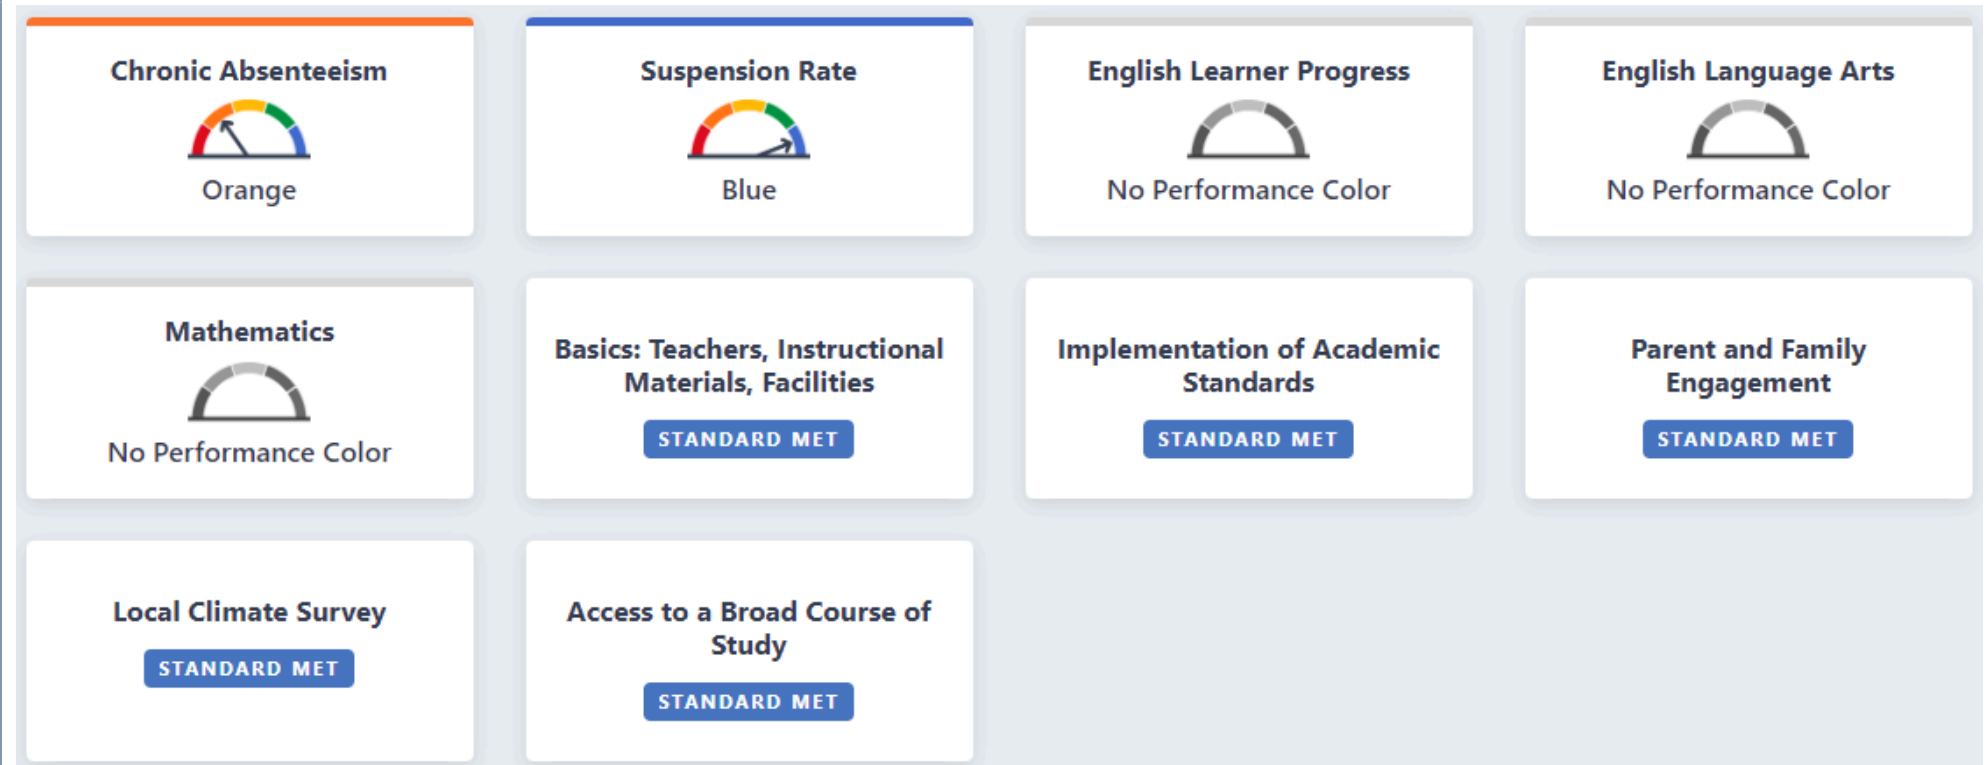 Chronic Absenteeism
Orange
Suspension Rate
Blue
English Learner Progress
No Performance Color
English Language Arts
No Performance Color
Mathematics
No Performance Color
Basics: Teachers, Instructional
Materials, Facilities
STANDARD MET
Implementation of Academic
Standards
STANDARD MET
Parent and Family
Engagement
STANDARD MET
Local Climate Survey
STANDARD MET
Access to a Broad Course of
Study
STANDARD MET